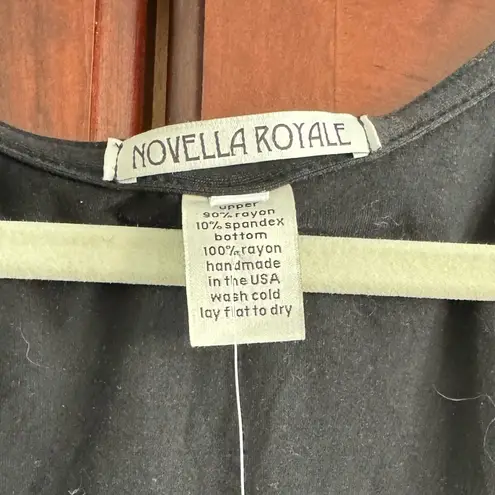 NOVELLA ROYALE
upper
90% rayon
10% spandex
bottom
100% rayon
handmade
in the USA
wash cold
lay flat to dry